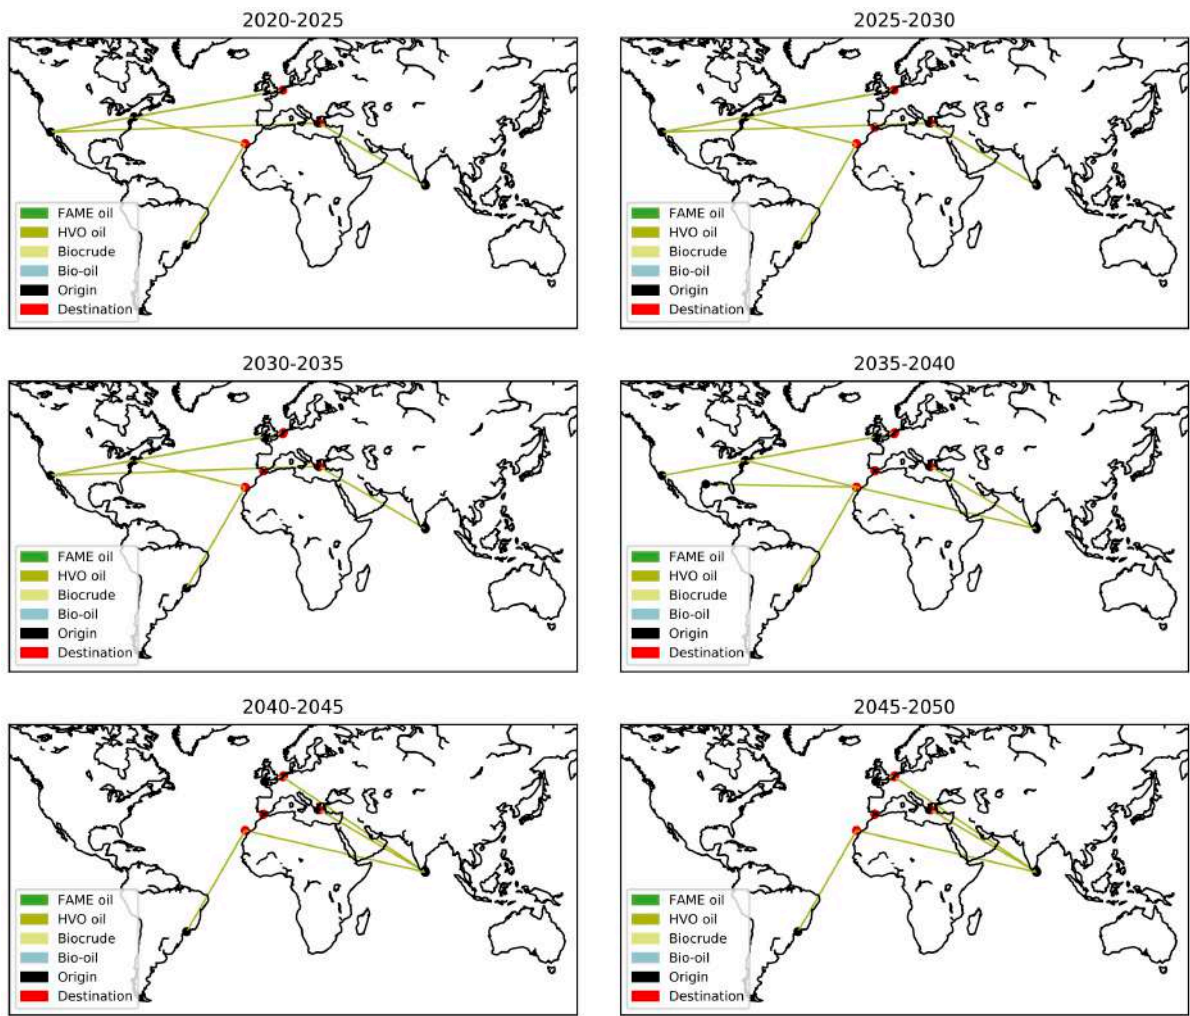 2020-2025
FAME oil
HVO oil
Biocrude
Bio-oil
Origin
Destination
2025-2030
FAME oil
HVO oil
Biocrude
Bio-oil
Origin
Destination
2030-2035
FAME oil
HVO oil
Biocrude
Bio-oil
Origin
Destination
2035-2040
FAME oil
HVO oil
Biocrude
Bio-oil
Origin
Destination
2040-2045
FAME oil
HVO oil
Biocrude
Bio-oil
Origin
Destination
2045-2050
FAME oil
HVO oil
Biocrude
Bio-oil
Origin
Destination